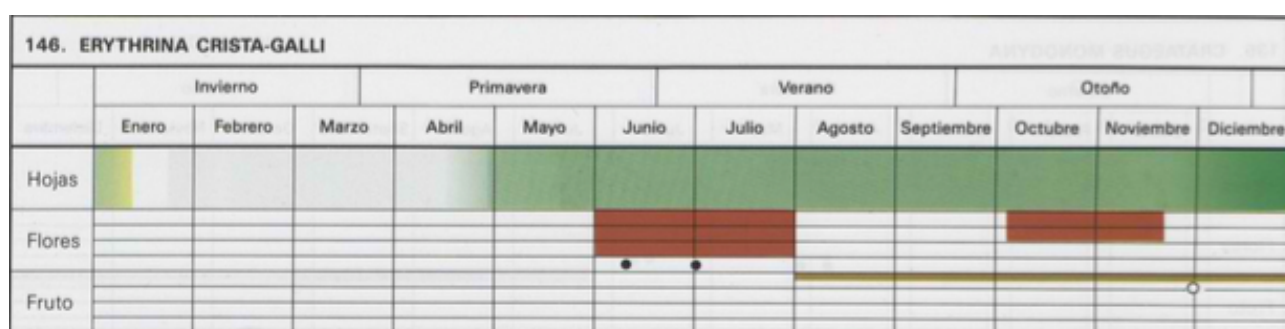 146. ERYTHRINA CRISTA-GALLI
Invierno Primavera Verano Otoño
Enero Febrero Marzo Abril Mayo Junio Julio Agosto Septiembre Octubre Noviembre Diciembre
Hojas
Flores
Fruto